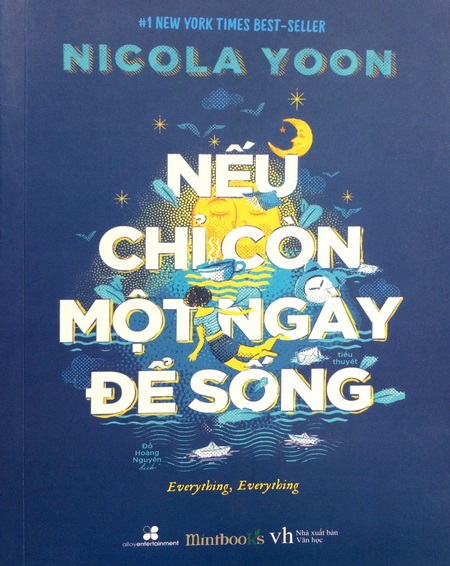 #1 NEW YORK TIMES BEST-SELLER
NICOLA YOON
NẾU
CHỈ CÒN
MỘT NGÀY
ĐỂ SỐNG
tiểu
thuyết
Đỗ
Hoàng
Nguyên
dịch
Everything, Everything
alloyentertainment
Mintbooks
vh
Nhà xuất bản
Văn học